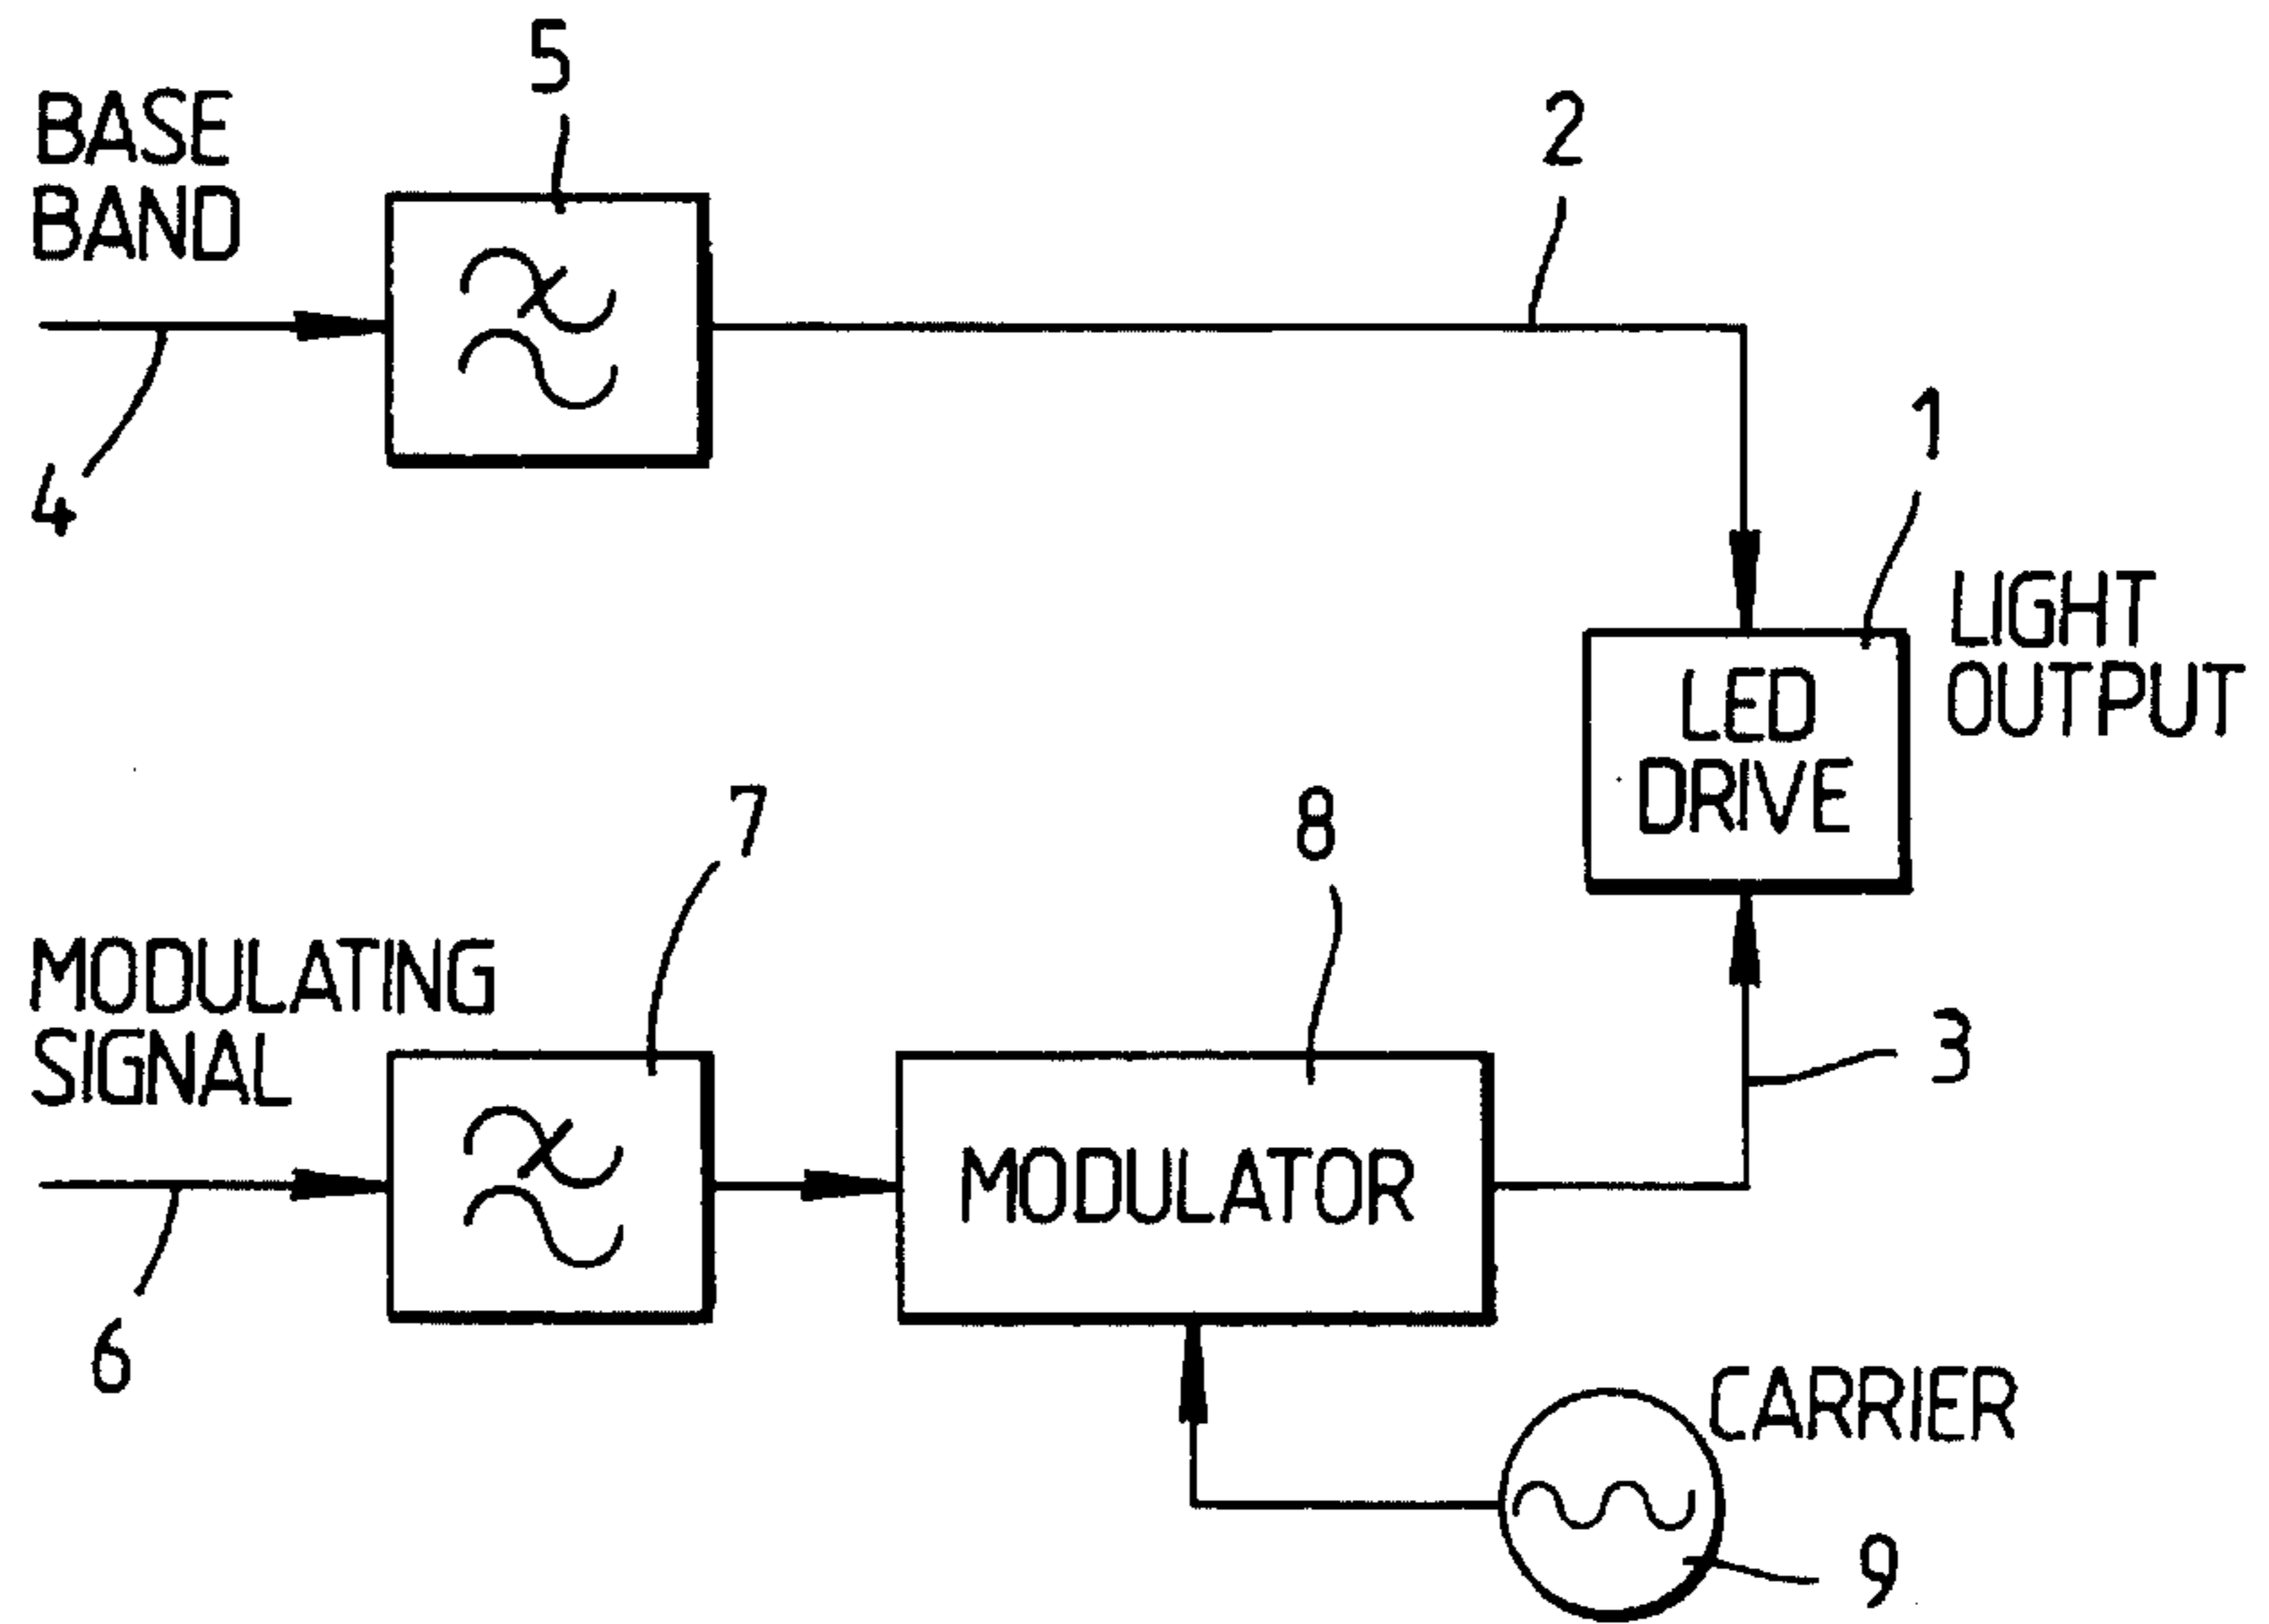 5
BASE
BAND
2
4
1
LIGHT
OUTPUT
LED
DRIVE
7
8
MODULATING
SIGNAL
3
MODULATOR
6
CARRIER
9